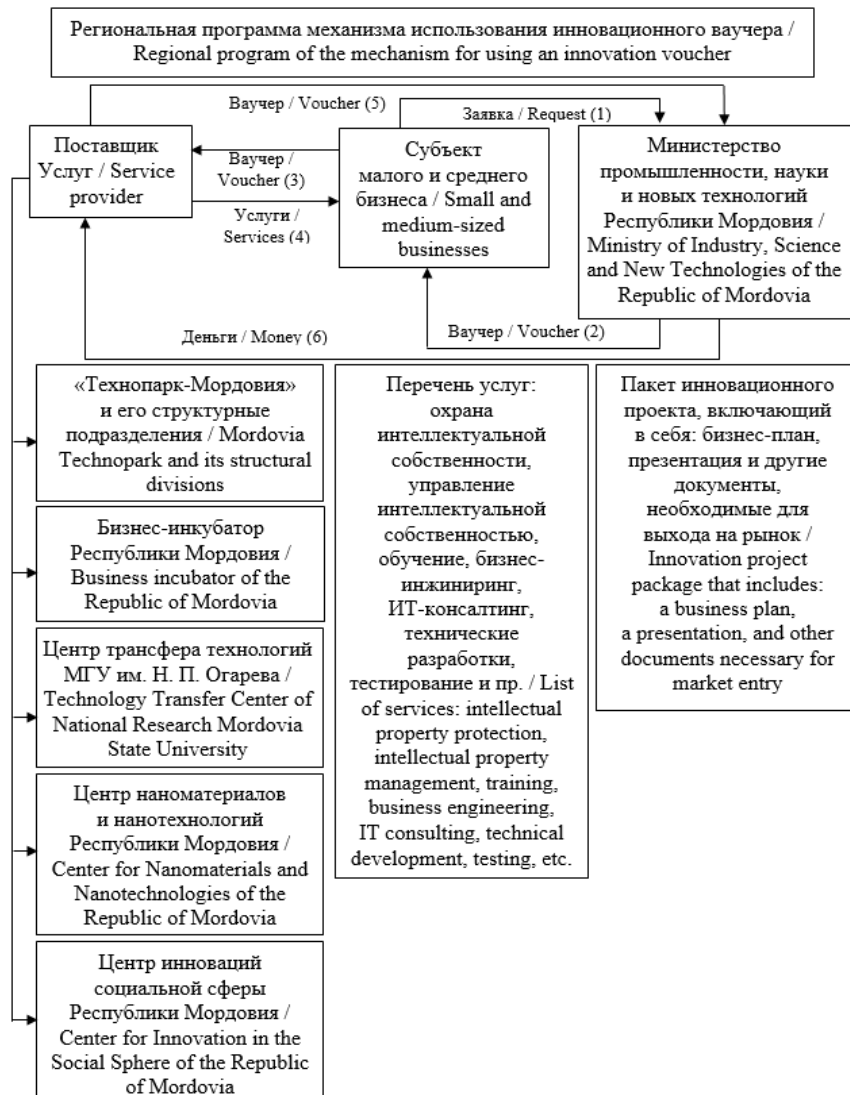 Региональная программа механизма использования инновационного ваучера /
Regional program of the mechanism for using an innovation voucher
Ваучер / Voucher (5)
Заявка / Request (1)
Поставщик
Услуг / Service
provider
Ваучер /
Voucher (3)
Услуги /
Services (4)
Субъект
малого и среднего
бизнеса / Small and
medium-sized
businesses
Министерство
промышленности, науки
и новых технологий
Республики Мордовия /
Ministry of Industry, Science
and New Technologies of the
Republic of Mordovia
Деньги / Money (6)
Ваучер / Voucher (2)
«Технопарк-Мордовия»
и его структурные
подразделения / Mordovia
Technopark and its structural
divisions
Бизнес-инкубатор
Республики Мордовия /
Business incubator of the
Republic of Mordovia
Центр трансфера технологий
МГУ им. Н. П. Огарева /
Technology Transfer Center of
National Research Mordovia
State University
Центр наноматериалов
и нанотехнологий
Республики Мордовия /
Center for Nanomaterials and
Nanotechnologies of the
Republic of Mordovia
Центр инноваций
социальной сферы
Республики Мордовия /
Center for Innovation in the
Social Sphere of the Republic
of Mordovia
Перечень услуг:
охрана
интеллектуальной
собственности,
управление
интеллектуальной
собственностью,
обучение, бизнес-
инжиниринг,
ИТ-консалтинг,
технические
разработки,
тестирование и пр. / List
of services: intellectual
property protection,
intellectual property
management, training,
business engineering,
IT consulting, technical
development, testing, etc.
Пакет инновационного
проекта, включающий
в себя: бизнес-план,
презентация и другие
документы,
необходимые для
выхода на рынок /
Innovation project
package that includes:
a business plan,
a presentation, and other
documents necessary for
market entry